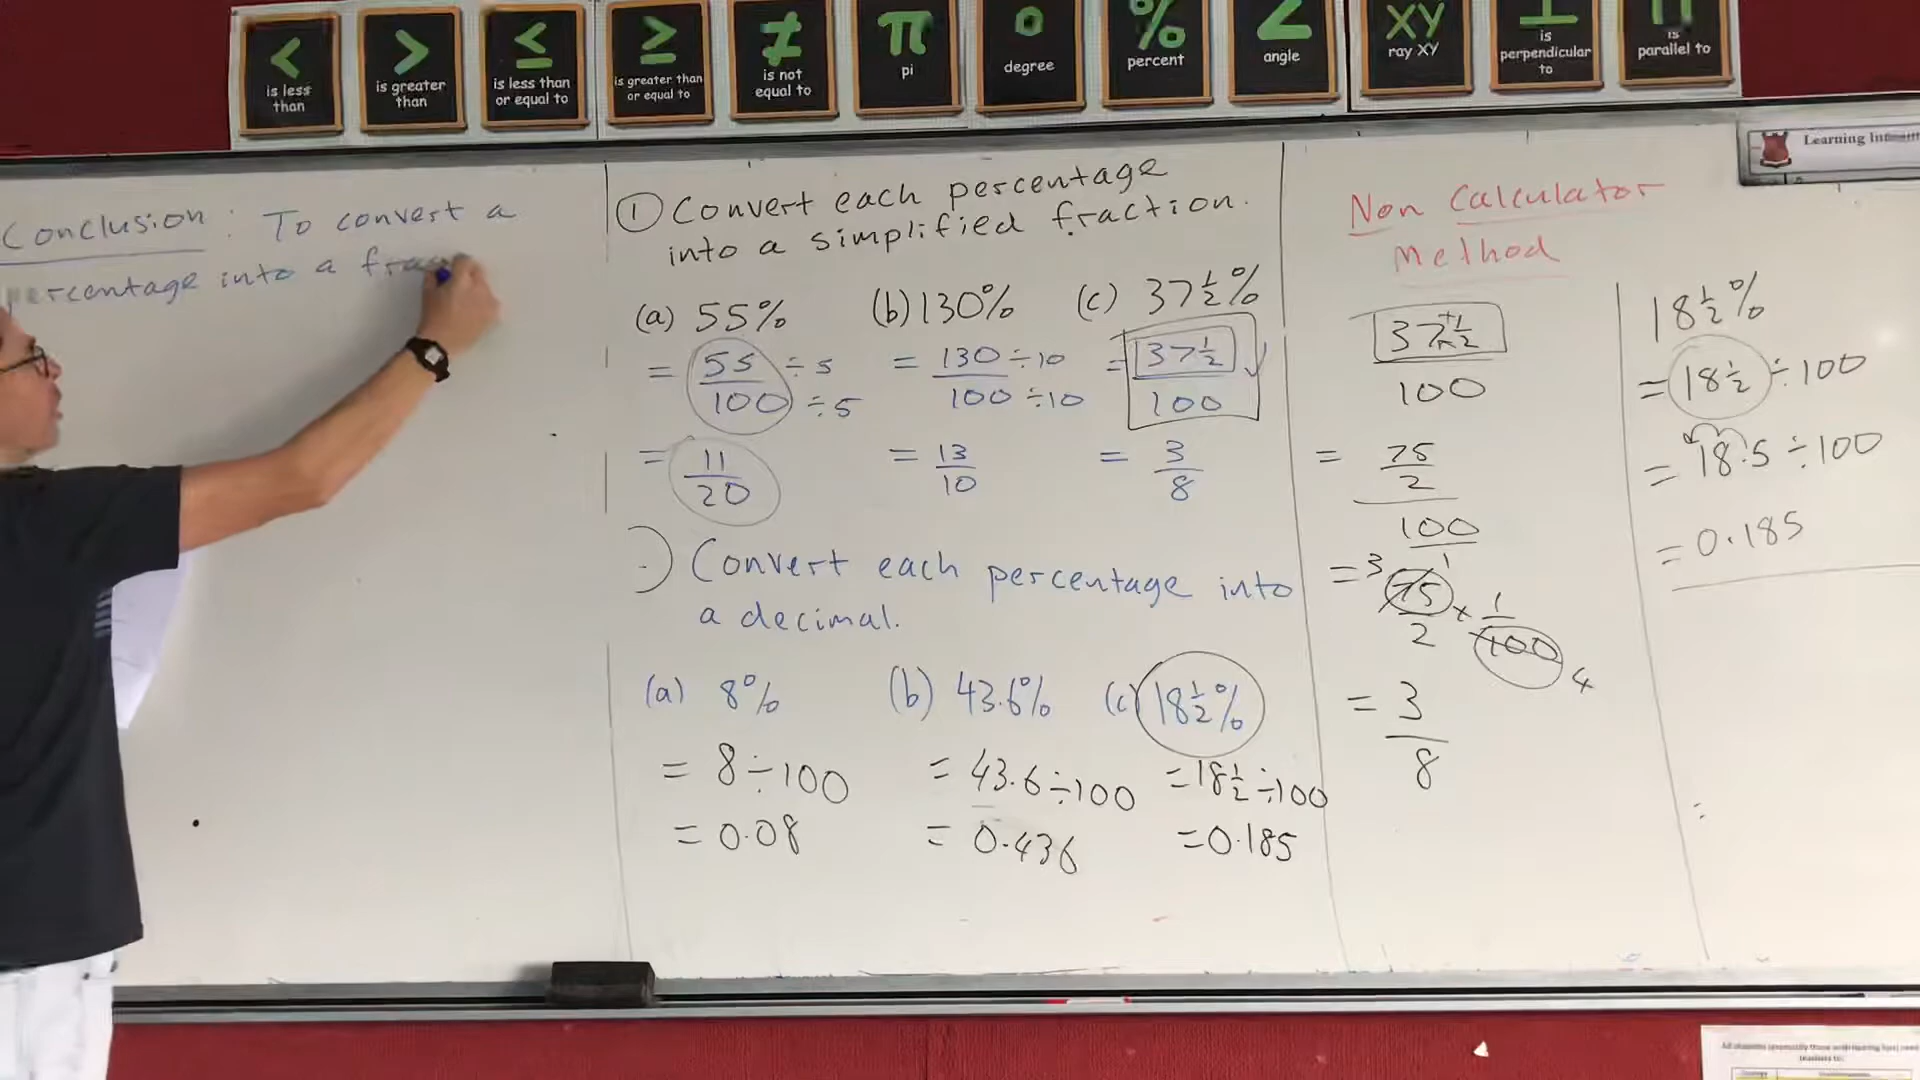 < is less than
> is greater than
≤ is less than or equal to
≥ is greater than or equal to
≠ is not equal to
π pi
° degree
% percent
∠ angle
XY ray XY
⊥ is perpendicular to
is parallel to
Learning
Conclusion: To convert a
percentage into a
① Convert each percentage
into a simplified fraction.
(a) 55% (b) 130% (c) 37½%
= 55/100 ÷5 ÷5 = 130/100 ÷10 ÷10 = 37½/100
= 11/20 = 13/10 = 3/8
Convert each percentage into
a decimal.
(a) 8% (b) 43.6% (c) 18½%
= 8÷100 = 43.6÷100 = 18½÷100
= 0.08 = 0.436 = 0.185
Non Calculator
Method
37½
100
= 75/2
100/1
= 3 75/2 × 1/100 4
= 3/8
18½%
= 18½ ÷ 100
= 18.5 ÷ 100
= 0.185